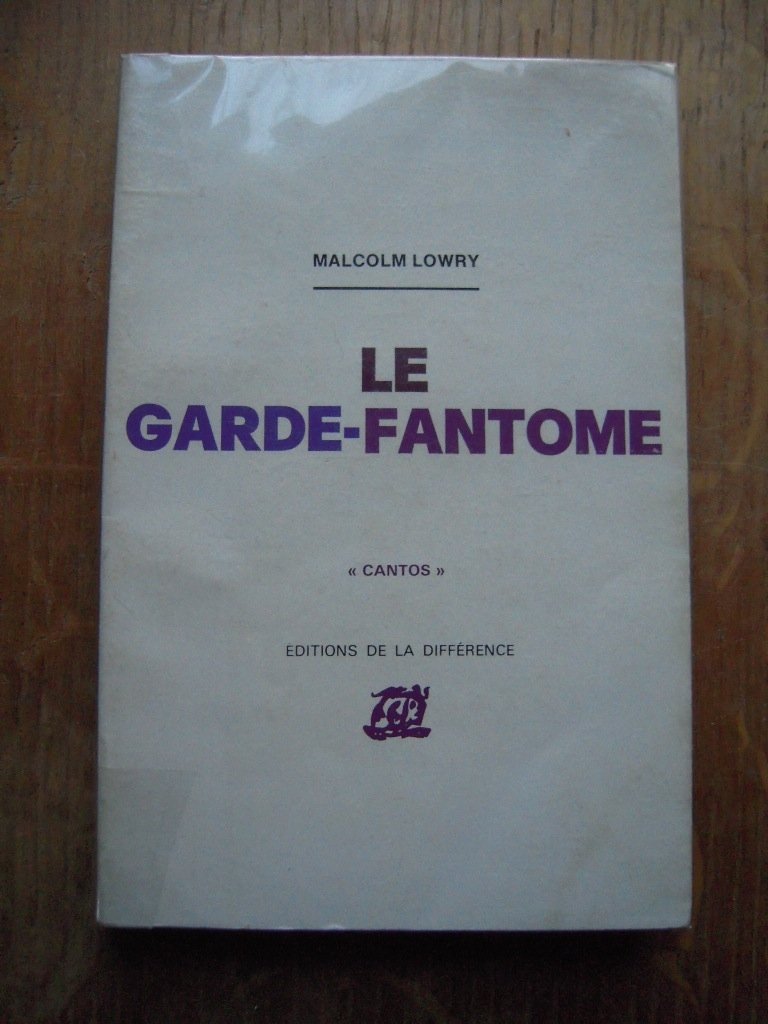 MALCOLM LOWRY
LE
GARDE-FANTOME
« CANTOS »
EDITIONS DE LA DIFFÉRENCE